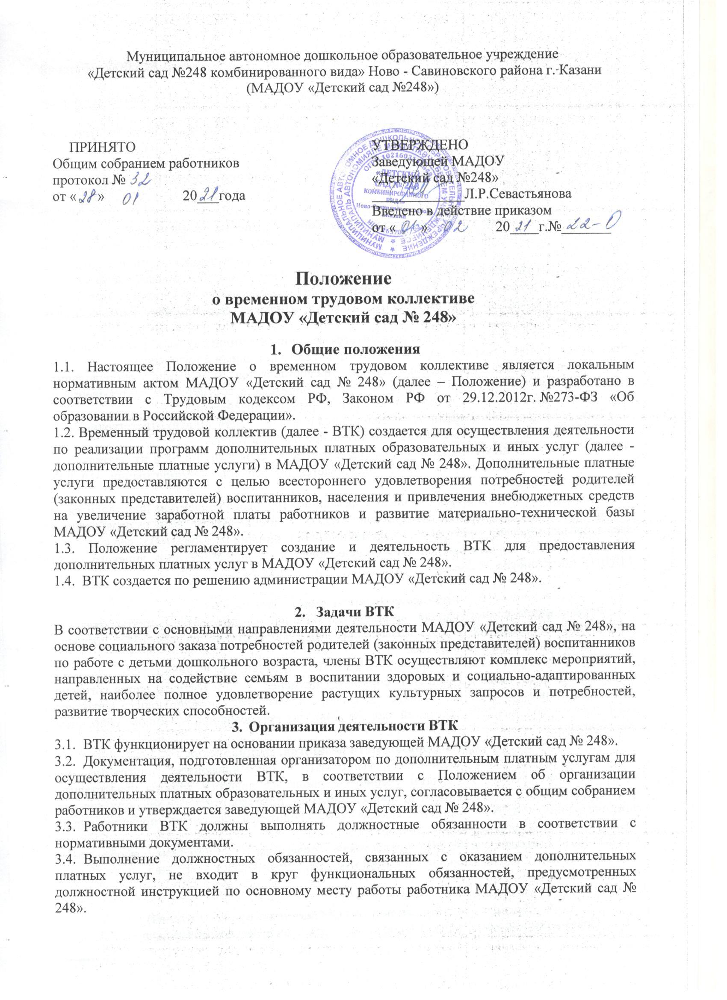 Муниципальное автономное дошкольное образовательное учреждение
«Детский сад №248 комбинированного вида» Ново - Савиновского района г. Казани
(МАДОУ «Детский сад №248»)
ПРИНЯТО
Общим собранием работников
протокол № 32
от «28» 01 2021 года
УТВЕРЖДЕНО
Заведующей МАДОУ
«Детский сад №248»
Л.Р.Севастьянова
Введено в действие приказом
от «01» 02 2021 г.№ 22-О
«ДЕТСКИЙ
САД № 248
КОМБИНИРОВАННОГО
ВИДА»
Положение
о временном трудовом коллективе
МАДОУ «Детский сад № 248»
1. Общие положения
1.1. Настоящее Положение о временном трудовом коллективе является локальным
нормативным актом МАДОУ «Детский сад № 248» (далее – Положение) и разработано в
соответствии с Трудовым кодексом РФ, Законом РФ от 29.12.2012г. №273-ФЗ «Об
образовании в Российской Федерации».
1.2. Временный трудовой коллектив (далее - ВТК) создается для осуществления деятельности
по реализации программ дополнительных платных образовательных и иных услуг (далее -
дополнительные платные услуги) в МАДОУ «Детский сад № 248». Дополнительные платные
услуги предоставляются с целью всестороннего удовлетворения потребностей родителей
(законных представителей) воспитанников, населения и привлечения внебюджетных средств
на увеличение заработной платы работников и развитие материально-технической базы
МАДОУ «Детский сад № 248».
1.3. Положение регламентирует создание и деятельность ВТК для предоставления
дополнительных платных услуг в МАДОУ «Детский сад № 248».
1.4. ВТК создается по решению администрации МАДОУ «Детский сад № 248».
2. Задачи ВТК
В соответствии с основными направлениями деятельности МАДОУ «Детский сад № 248», на
основе социального заказа потребностей родителей (законных представителей) воспитанников
по работе с детьми дошкольного возраста, члены ВТК осуществляют комплекс мероприятий,
направленных на содействие семьям в воспитании здоровых и социально-адаптированных
детей, наиболее полное удовлетворение растущих культурных запросов и потребностей,
развитие творческих способностей.
3. Организация деятельности ВТК
3.1. ВТК функционирует на основании приказа заведующей МАДОУ «Детский сад № 248».
3.2. Документация, подготовленная организатором по дополнительным платным услугам для
осуществления деятельности ВТК, в соответствии с Положением об организации
дополнительных платных образовательных и иных услуг, согласовывается с общим собранием
работников и утверждается заведующей МАДОУ «Детский сад № 248».
3.3. Работники ВТК должны выполнять должностные обязанности в соответствии с
нормативными документами.
3.4. Выполнение должностных обязанностей, связанных с оказанием дополнительных
платных услуг, не входит в круг функциональных обязанностей, предусмотренных
должностной инструкцией по основному месту работы работника МАДОУ «Детский сад №
248».